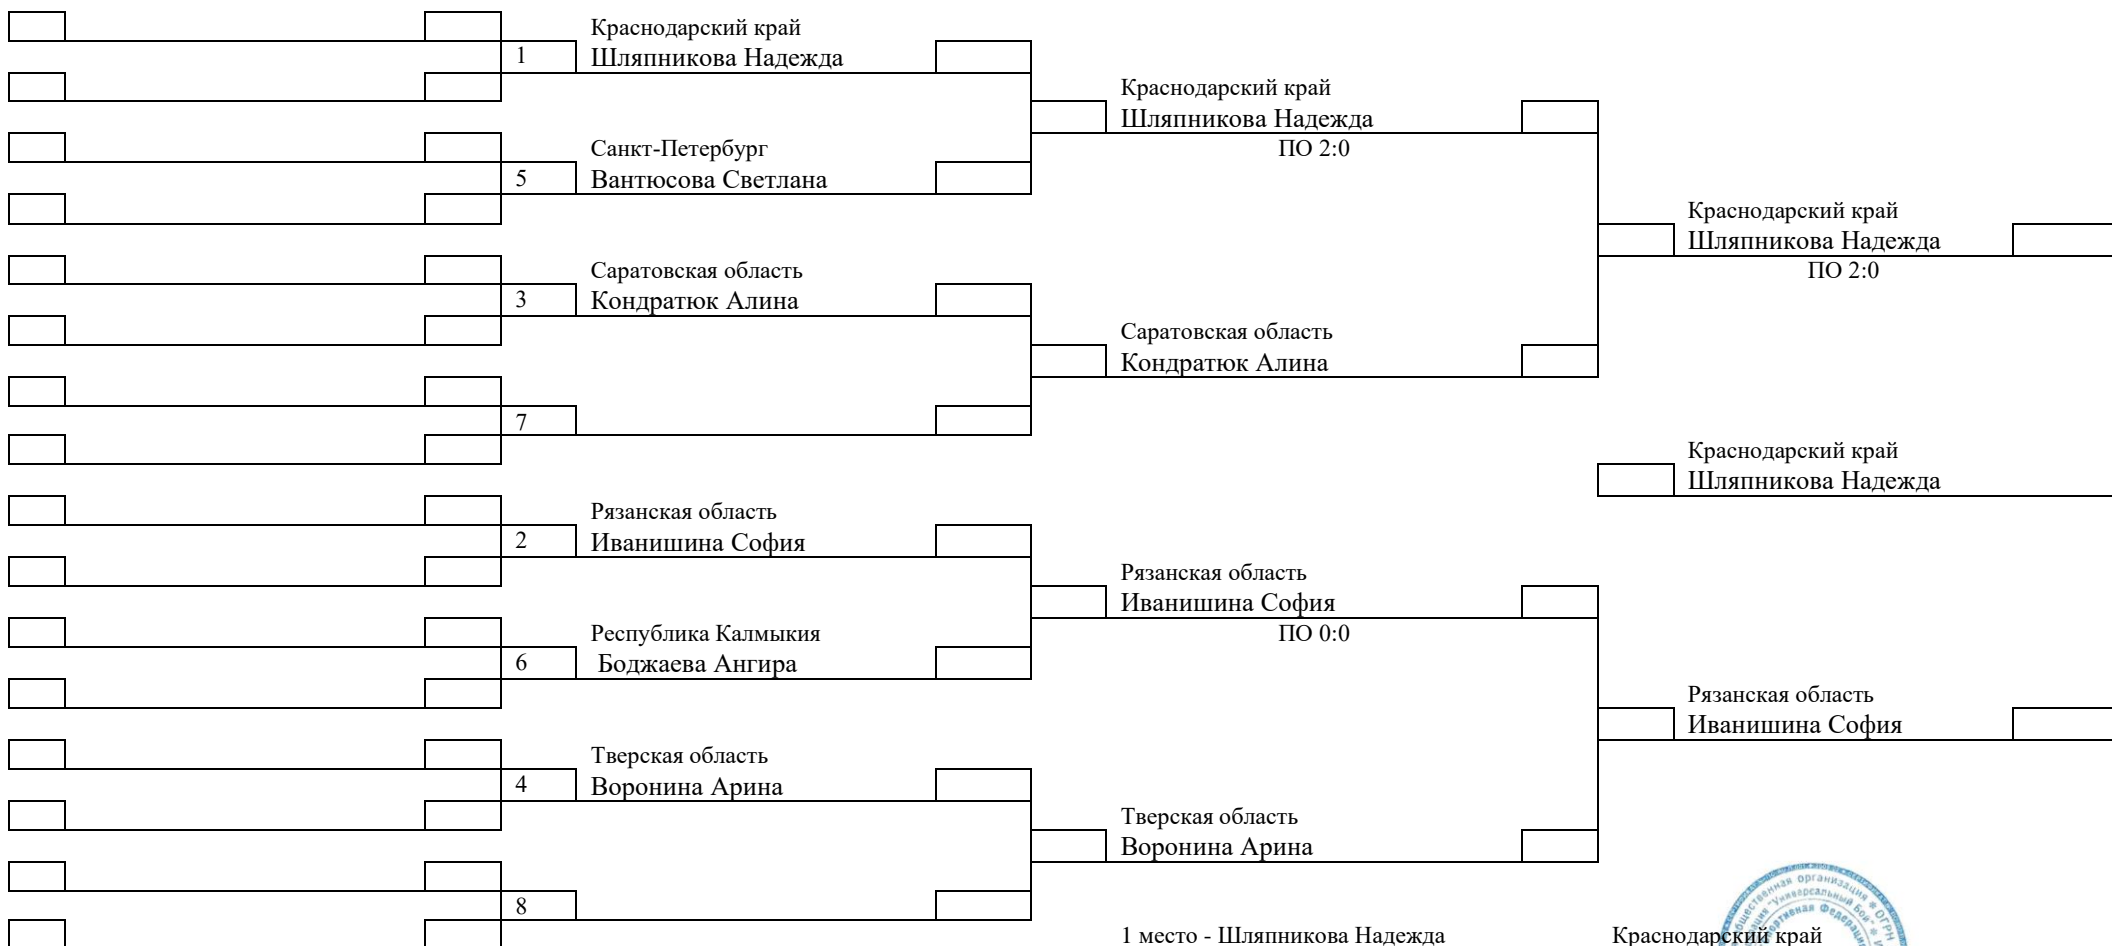 Краснодарский край
1 Шляпникова Надежда
Краснодарский край
Шляпникова Надежда
ПО 2:0
Санкт-Петербург
5 Вантюсова Светлана
Краснодарский край
Шляпникова Надежда
ПО 2:0
Саратовская область
3 Кондратюк Алина
Саратовская область
Кондратюк Алина
7
Краснодарский край
Шляпникова Надежда
Рязанская область
2 Иванишина София
Рязанская область
Иванишина София
ПО 0:0
Республика Калмыкия
6 Боджаева Ангира
Рязанская область
Иванишина София
Тверская область
4 Воронина Арина
Тверская область
Воронина Арина
8
1 место - Шляпникова Надежда Краснодарский край